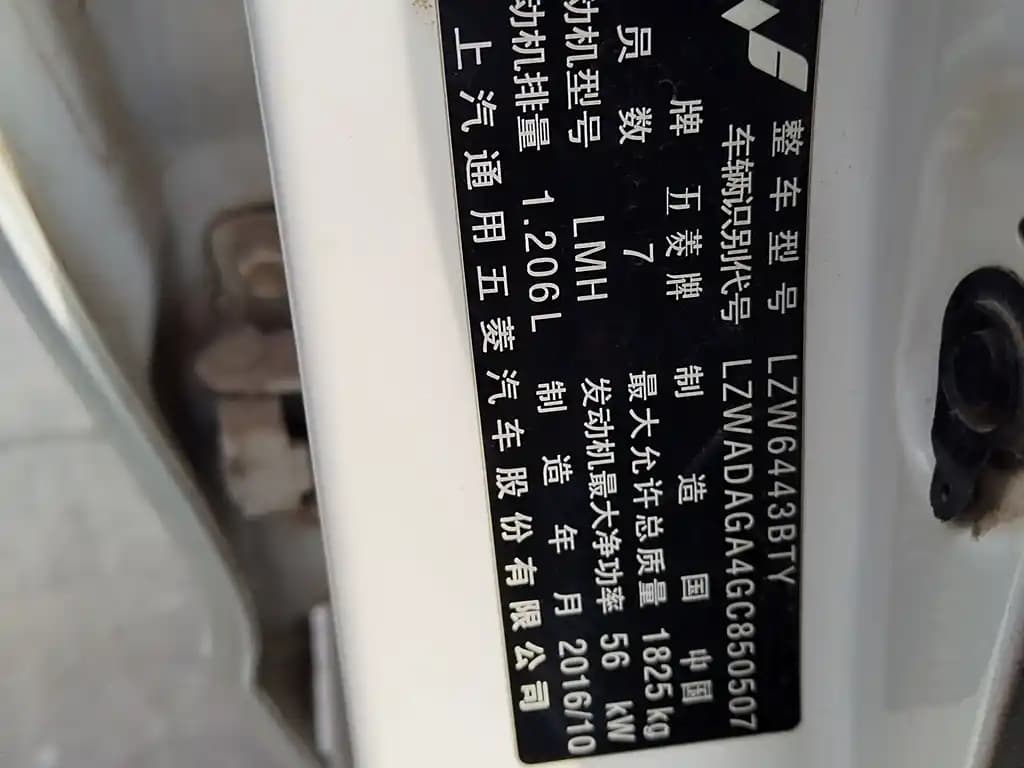 整车型号 LZW6443BTY
车辆识别代号 LZWADAGA4GC850507
牌 五菱牌 制造国 中国
员数 7 最大允许总质量 1825 kg
动机型号 LMH 发动机最大净功率 56 kW
动机排量 1.206L 制造年月 2016/10
上汽通用五菱汽车股份有限公司